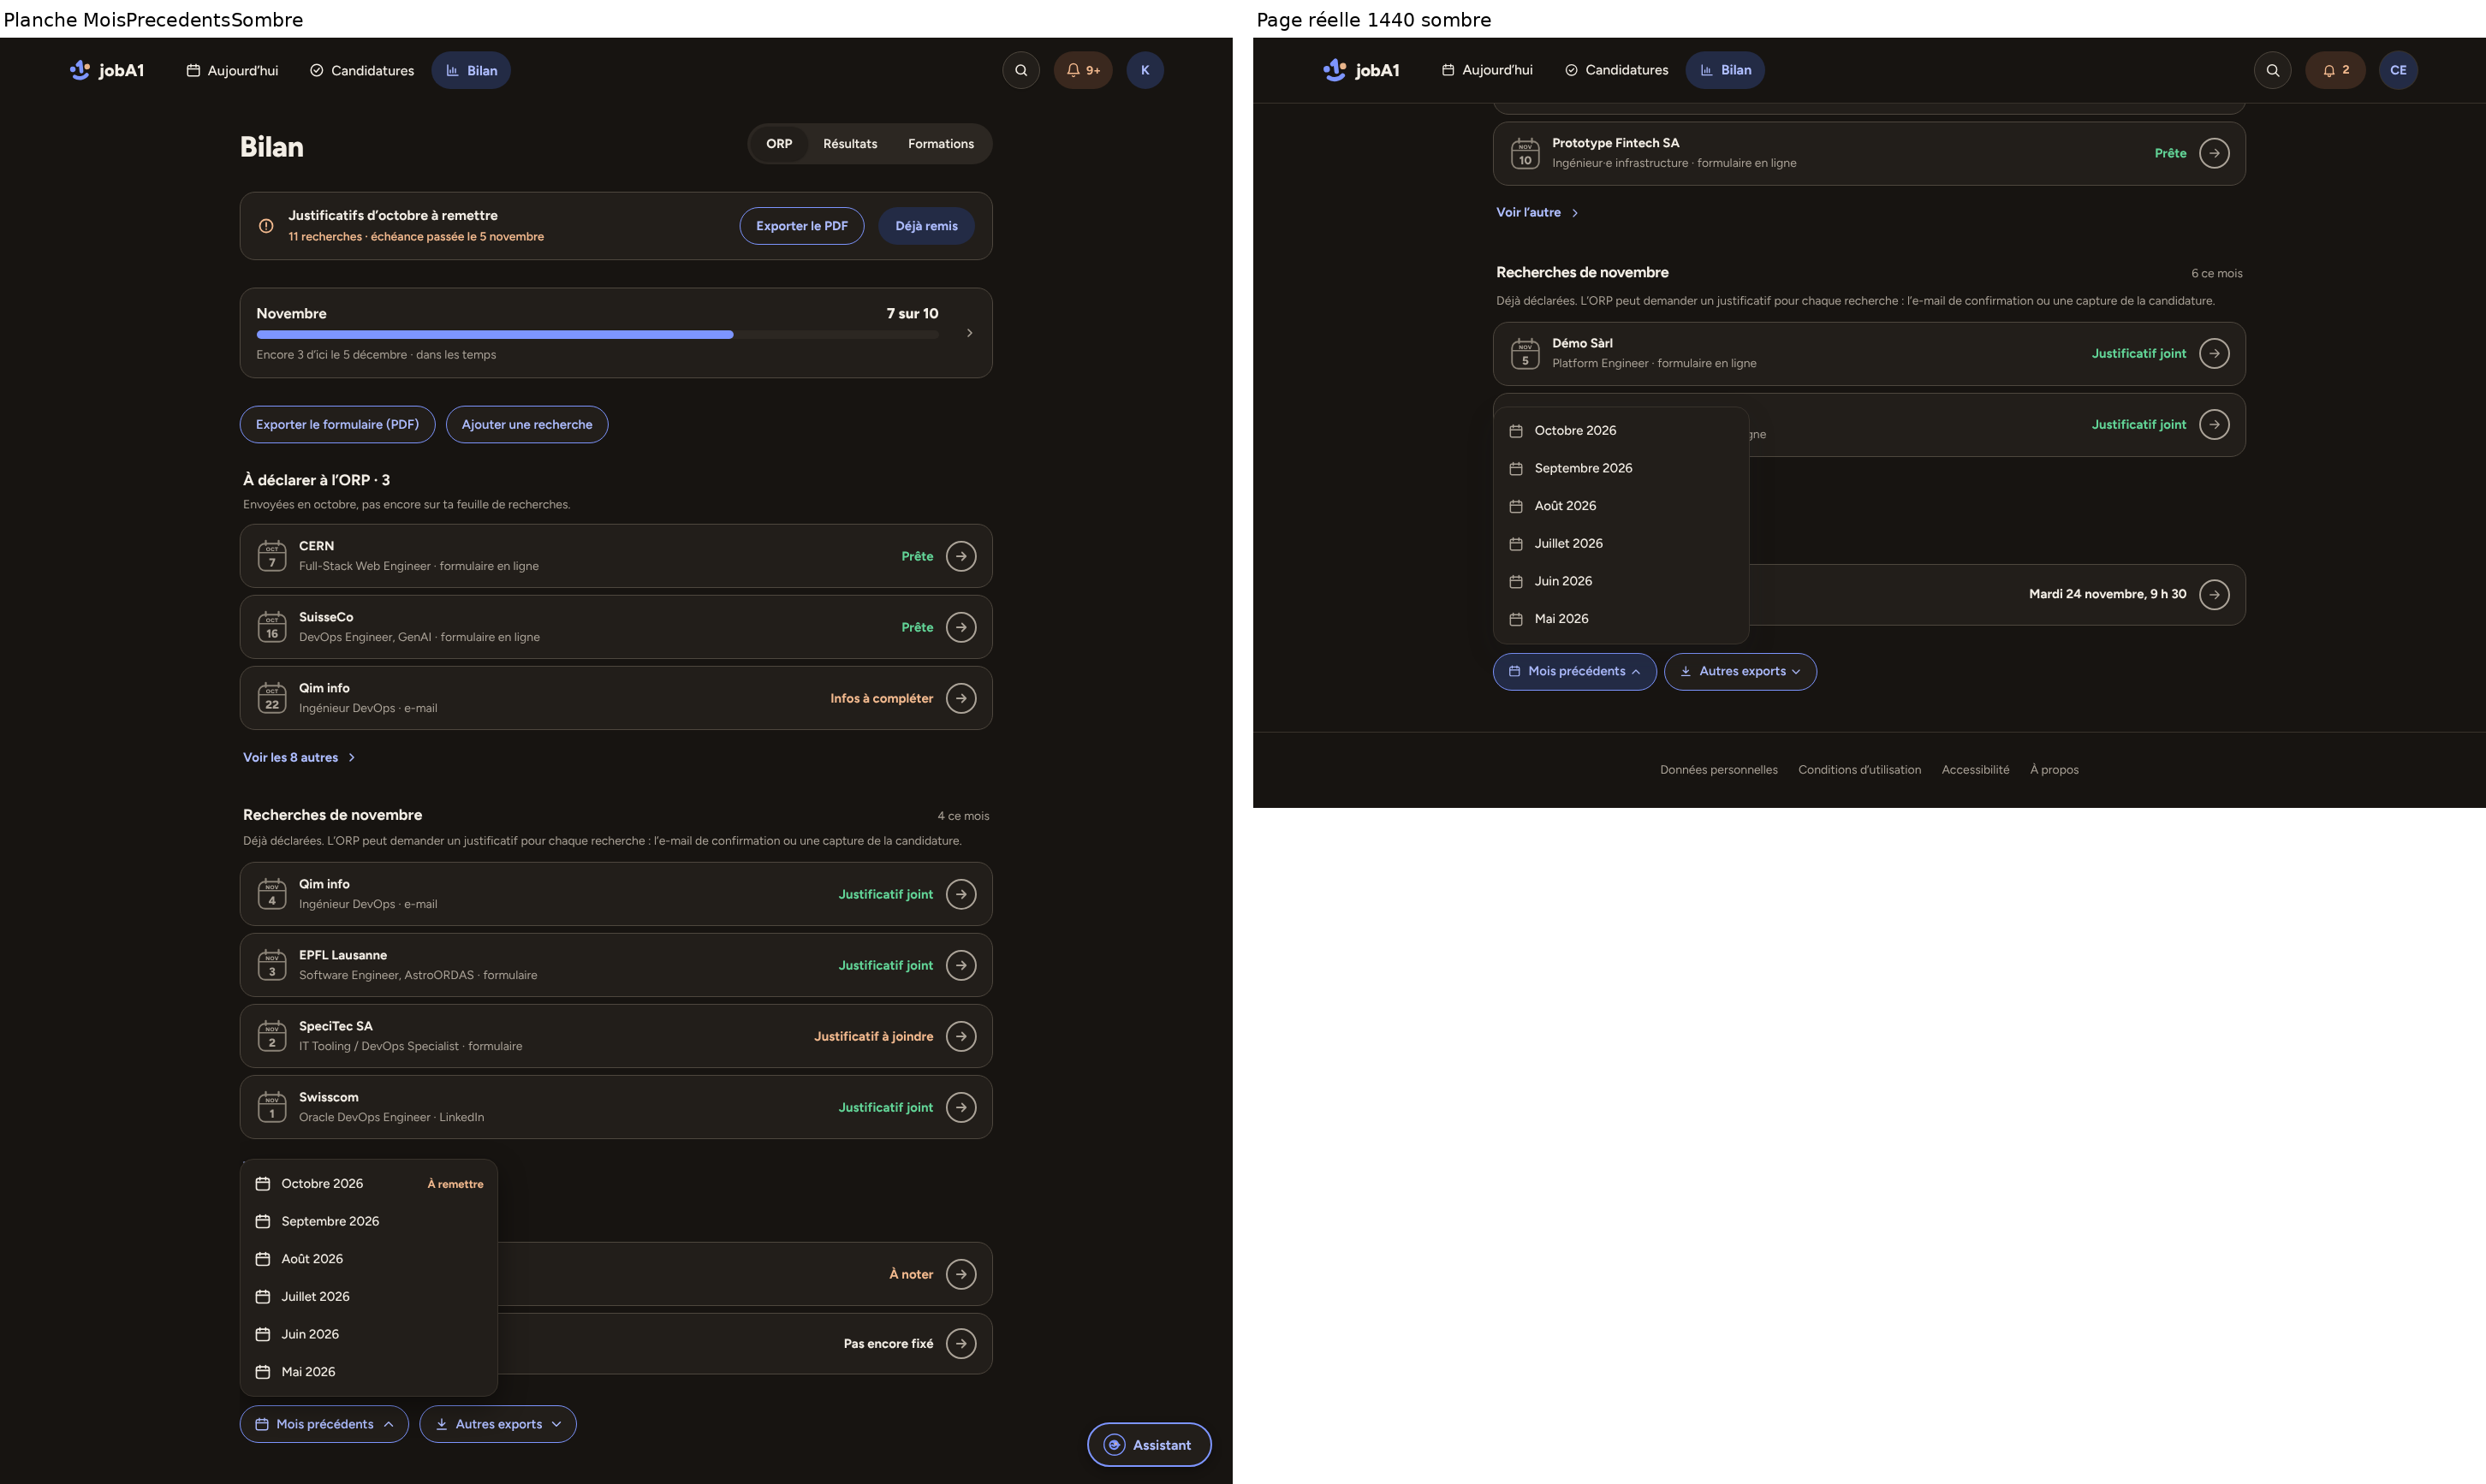 Planche MoisPrecedentsSombre
jobA1
Aujourd'hui
Candidatures
Bilan
9+
K
Bilan
ORP
Résultats
Formations
Justificatifs d'octobre à remettre
11 recherches · échéance passée le 5 novembre
Exporter le PDF
Déjà remis
Novembre
7 sur 10
Encore 3 d'ici le 5 décembre · dans les temps
Exporter le formulaire (PDF)
Ajouter une recherche
À déclarer à l'ORP · 3
Envoyées en octobre, pas encore sur ta feuille de recherches.
OCT
7
CERN
Full-Stack Web Engineer · formulaire en ligne
Prête
OCT
16
SuisseCo
DevOps Engineer, GenAI · formulaire en ligne
Prête
OCT
22
Qim info
Ingénieur DevOps · e-mail
Infos à compléter
Voir les 8 autres
Recherches de novembre
4 ce mois
Déjà déclarées. L'ORP peut demander un justificatif pour chaque recherche : l'e-mail de confirmation ou une capture de la candidature.
NOV
4
Qim info
Ingénieur DevOps · e-mail
Justificatif joint
NOV
3
EPFL Lausanne
Software Engineer, AstroORDAS · formulaire
Justificatif joint
NOV
2
SpeciTec SA
IT Tooling / DevOps Specialist · formulaire
Justificatif à joindre
NOV
1
Swisscom
Oracle DevOps Engineer · LinkedIn
Justificatif joint
Octobre 2026
À remettre
Septembre 2026
Août 2026
Juillet 2026
Juin 2026
Mai 2026
À noter
Pas encore fixé
Mois précédents
Autres exports
Assistant
Page réelle 1440 sombre
jobA1
Aujourd'hui
Candidatures
Bilan
2
CE
NOV
10
Prototype Fintech SA
Ingénieur·e infrastructure · formulaire en ligne
Prête
Voir l'autre
Recherches de novembre
6 ce mois
Déjà déclarées. L'ORP peut demander un justificatif pour chaque recherche : l'e-mail de confirmation ou une capture de la candidature.
NOV
5
Démo Sàrl
Platform Engineer · formulaire en ligne
Justificatif joint
gne
Justificatif joint
Octobre 2026
Septembre 2026
Août 2026
Juillet 2026
Juin 2026
Mai 2026
Mardi 24 novembre, 9 h 30
Mois précédents
Autres exports
Données personnelles
Conditions d'utilisation
Accessibilité
À propos